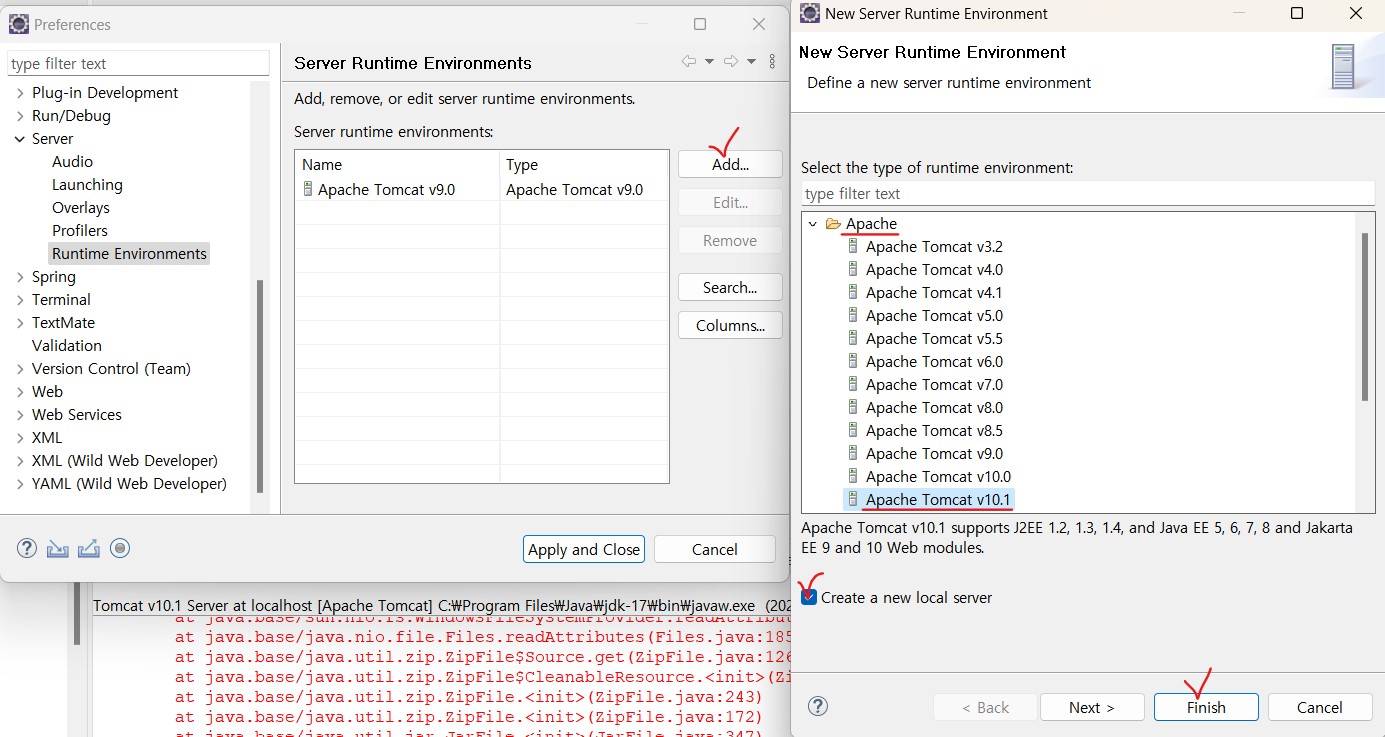 Preferences
type filter text
Plug-in Development
Run/Debug
Server
Audio
Launching
Overlays
Profilers
Runtime Environments
Spring
Terminal
TextMate
Validation
Version Control (Team)
Web
Web Services
XML
XML (Wild Web Developer)
YAML (Wild Web Developer)
Server Runtime Environments
Add, remove, or edit server runtime environments.
Server runtime environments:
Name Type
Apache Tomcat v9.0 Apache Tomcat v9.0
Add...
Edit...
Remove
Search...
Columns...
Apply and Close Cancel
Tomcat v10.1 Server at localhost [Apache Tomcat] C:₩Program Files₩Java₩jdk-17₩bin₩javaw.exe (202
at java.base/sun.nio.fs.WindowsFileSystemProvider.readAttribut
at java.base/java.nio.file.Files.readAttributes(Files.java:185
at java.base/java.util.zip.ZipFile$Source.get(ZipFile.java:126
at java.base/java.util.zip.ZipFile$CleanableResource.<init>(Zi
at java.base/java.util.zip.ZipFile.<init>(ZipFile.java:243)
at java.base/java.util.zip.ZipFile.<init>(ZipFile.java:172)
at java.base/java.util.jar.JarFile.<init>(JarFile.java:347)
New Server Runtime Environment
New Server Runtime Environment
Define a new server runtime environment
Select the type of runtime environment:
type filter text
Apache
Apache Tomcat v3.2
Apache Tomcat v4.0
Apache Tomcat v4.1
Apache Tomcat v5.0
Apache Tomcat v5.5
Apache Tomcat v6.0
Apache Tomcat v7.0
Apache Tomcat v8.0
Apache Tomcat v8.5
Apache Tomcat v9.0
Apache Tomcat v10.0
Apache Tomcat v10.1
Apache Tomcat v10.1 supports J2EE 1.2, 1.3, 1.4, and Java EE 5, 6, 7, 8 and Jakarta
EE 9 and 10 Web modules.
Create a new local server
< Back Next > Finish Cancel